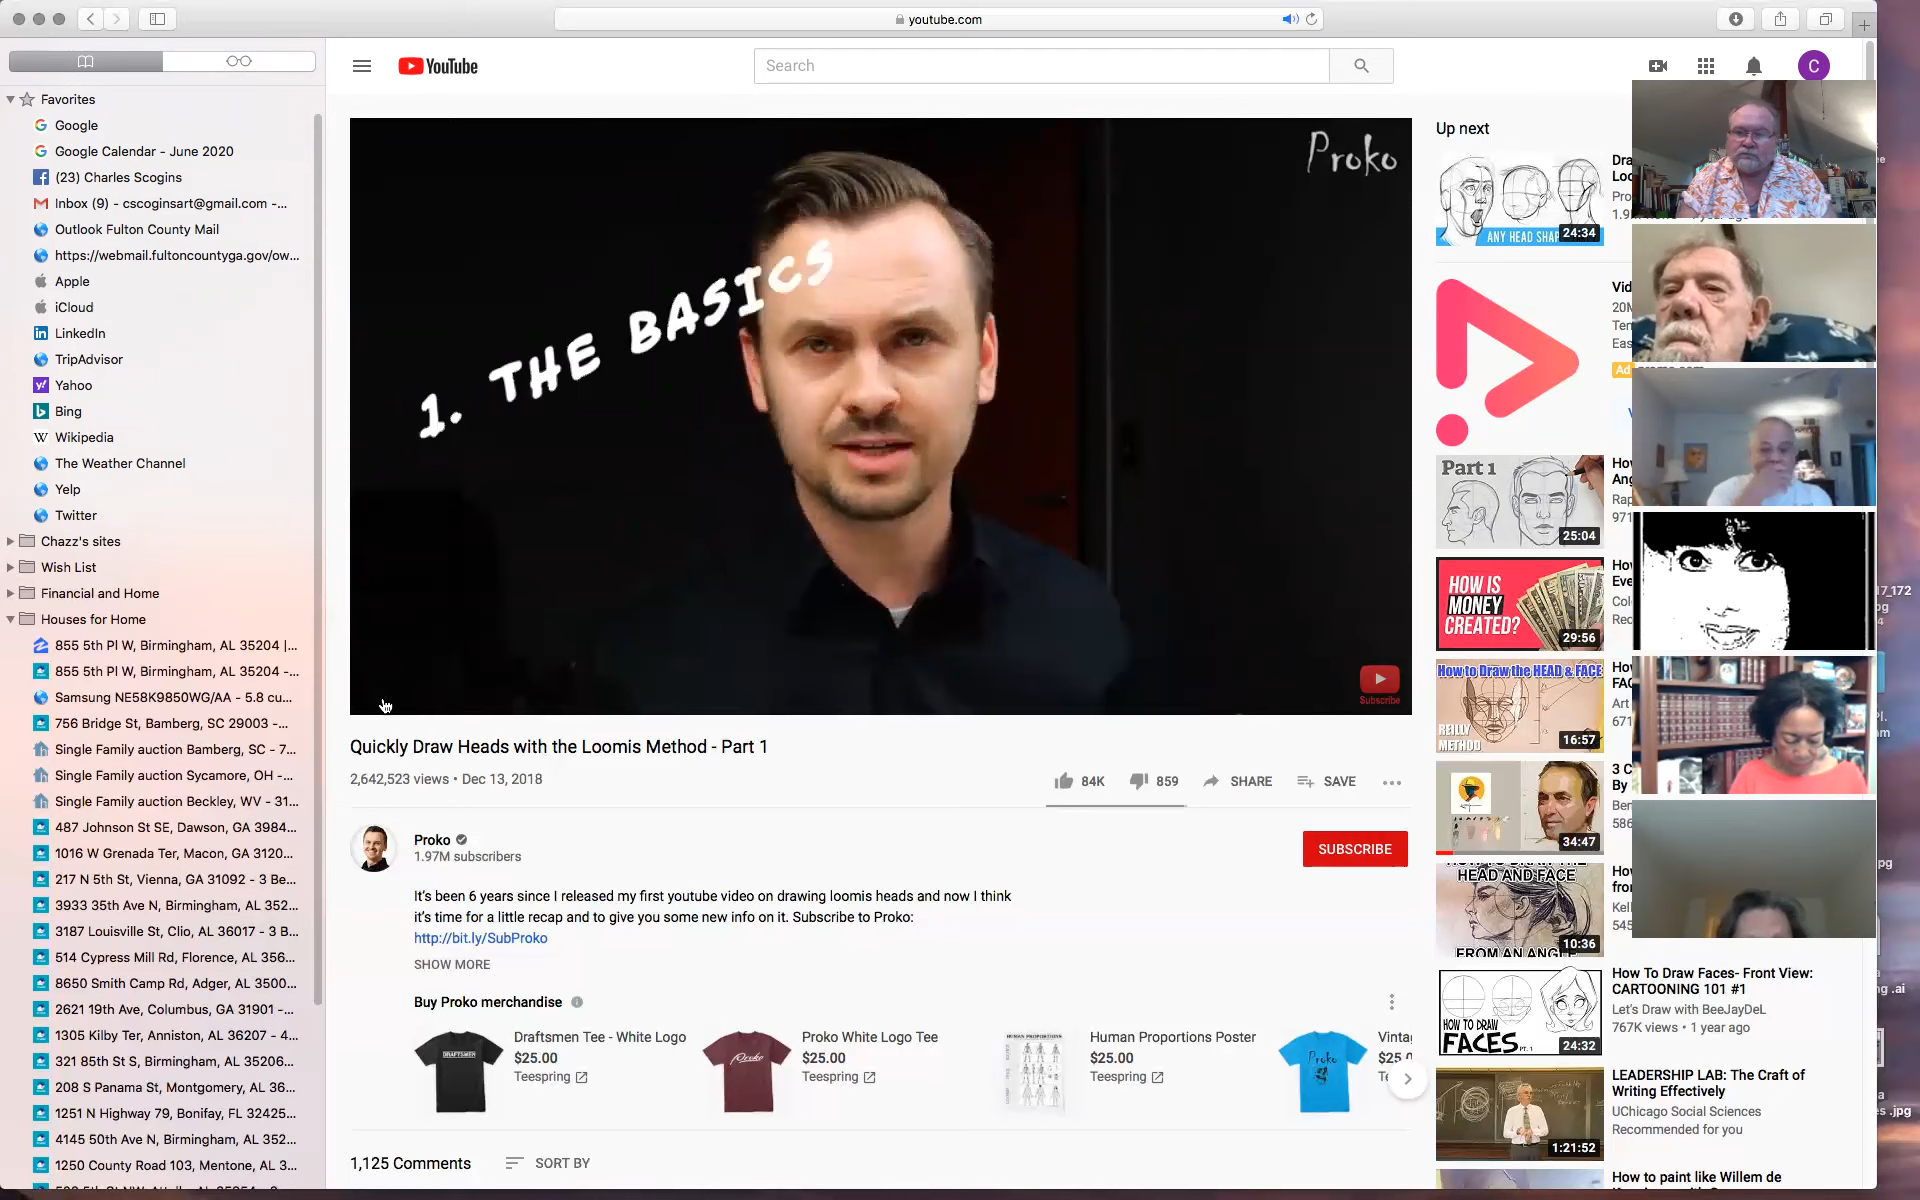 youtube.com
Favorites
Google
Google Calendar - June 2020
(23) Charles Scogins
Inbox (9) - cscoginsart@gmail.com -...
Outlook Fulton County Mail
https://webmail.fultoncountyga.gov/ow...
Apple
iCloud
LinkedIn
TripAdvisor
Yahoo
Bing
Wikipedia
The Weather Channel
Yelp
Twitter
Chazz's sites
Wish List
Financial and Home
Houses for Home
855 5th Pl W, Birmingham, AL 35204 |...
855 5th Pl W, Birmingham, AL 35204 -...
Samsung NE58K9850WG/AA - 5.8 cu...
756 Bridge St, Bamberg, SC 29003 -...
Single Family auction Bamberg, SC - 7...
Single Family auction Sycamore, OH -...
Single Family auction Beckley, WV - 31...
487 Johnson St SE, Dawson, GA 3984...
1016 W Grenada Ter, Macon, GA 3120...
217 N 5th St, Vienna, GA 31092 - 3 Be...
3933 35th Ave N, Birmingham, AL 352...
3187 Louisville St, Clio, AL 36017 - 3 B...
514 Cypress Mill Rd, Florence, AL 356...
8650 Smith Camp Rd, Adger, AL 3500...
2621 19th Ave, Columbus, GA 31901 -...
1305 Kilby Ter, Anniston, AL 36207 - 4...
321 85th St S, Birmingham, AL 35206...
208 S Panama St, Montgomery, AL 36...
1251 N Highway 79, Bonifay, FL 32425...
4145 50th Ave N, Birmingham, AL 352...
1250 County Road 103, Mentone, AL 3...
YouTube
Search
C
Proko
1. THE BASICS
Subscribe
Quickly Draw Heads with the Loomis Method - Part 1
2,642,523 views • Dec 13, 2018
84K
859
SHARE
SAVE
Proko
1.97M subscribers
SUBSCRIBE
It's been 6 years since I released my first youtube video on drawing loomis heads and now I think
it's time for a little recap and to give you some new info on it. Subscribe to Proko:
http://bit.ly/SubProko
SHOW MORE
Buy Proko merchandise
DRAFTSMEN
Draftsmen Tee - White Logo
$25.00
Teespring
Proko
Proko White Logo Tee
$25.00
Teespring
HUMAN PROPORTIONS
Human Proportions Poster
$25.00
Teespring
Proko
1,125 Comments
SORT BY
Up next
ANY HEAD
24:34
Ad
Part 1
25:04
HOW IS
MONEY
CREATED?
29:56
How to Draw the HEAD & FACE
REILLY
METHOD
16:57
34:47
HEAD AND FACE
FROM AN ANGLE
10:36
HOW TO DRAW
FACES PT. 1
24:32
How To Draw Faces- Front View:
CARTOONING 101 #1
Let's Draw with BeeJayDeL
767K views • 1 year ago
1:21:52
LEADERSHIP LAB: The Craft of
Writing Effectively
UChicago Social Sciences
Recommended for you
How to paint like Willem de